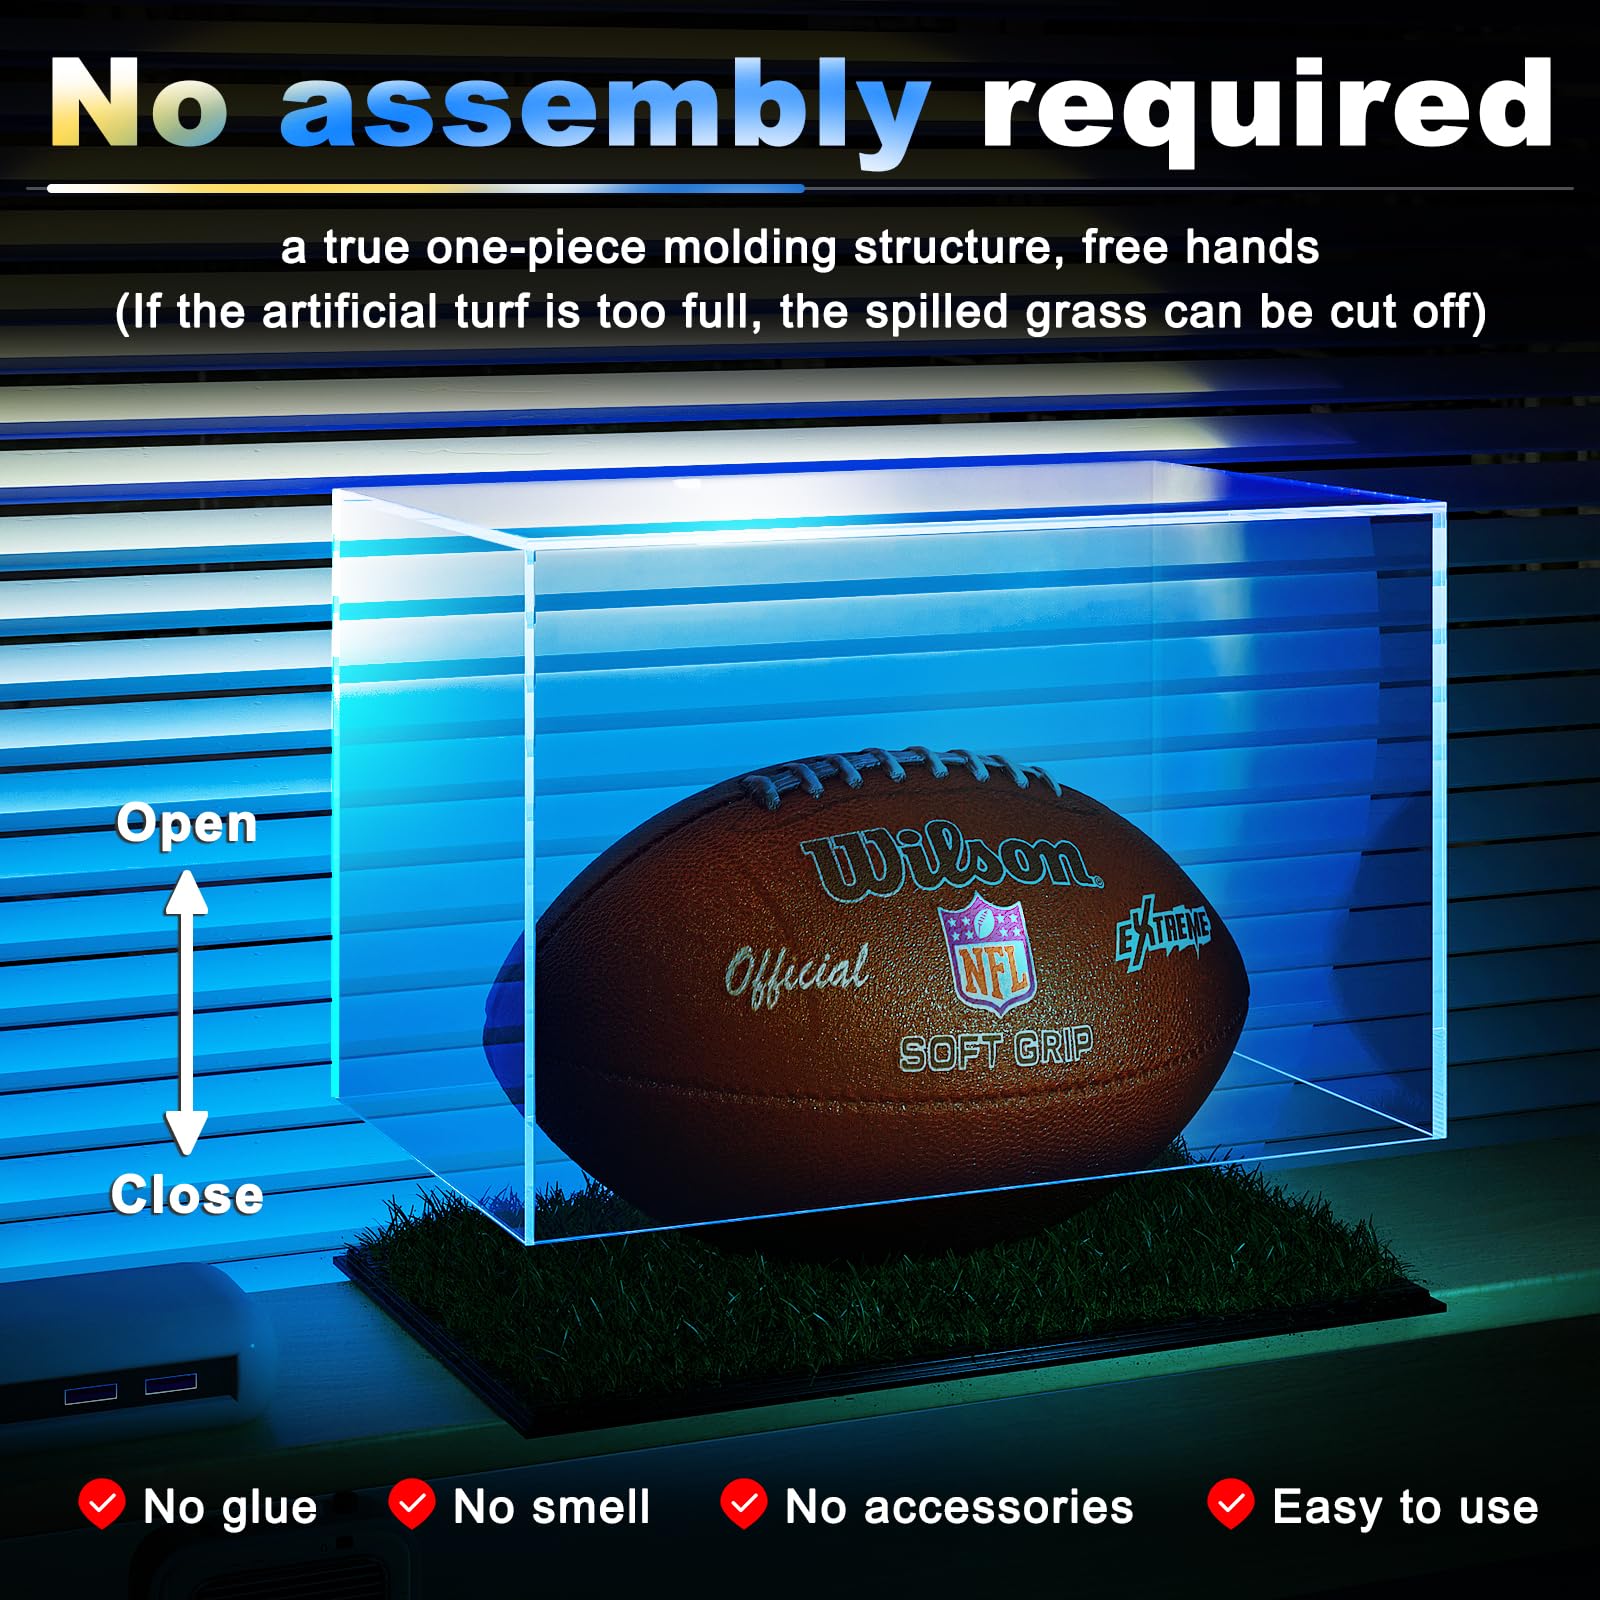 No assembly required
a true one-piece molding structure, free hands
(If the artificial turf is too full, the spilled grass can be cut off)
Open
Wilson
EXTREME
Official
NFL
SOFT GRIP
Close
No glue
No smell
No accessories
Easy to use